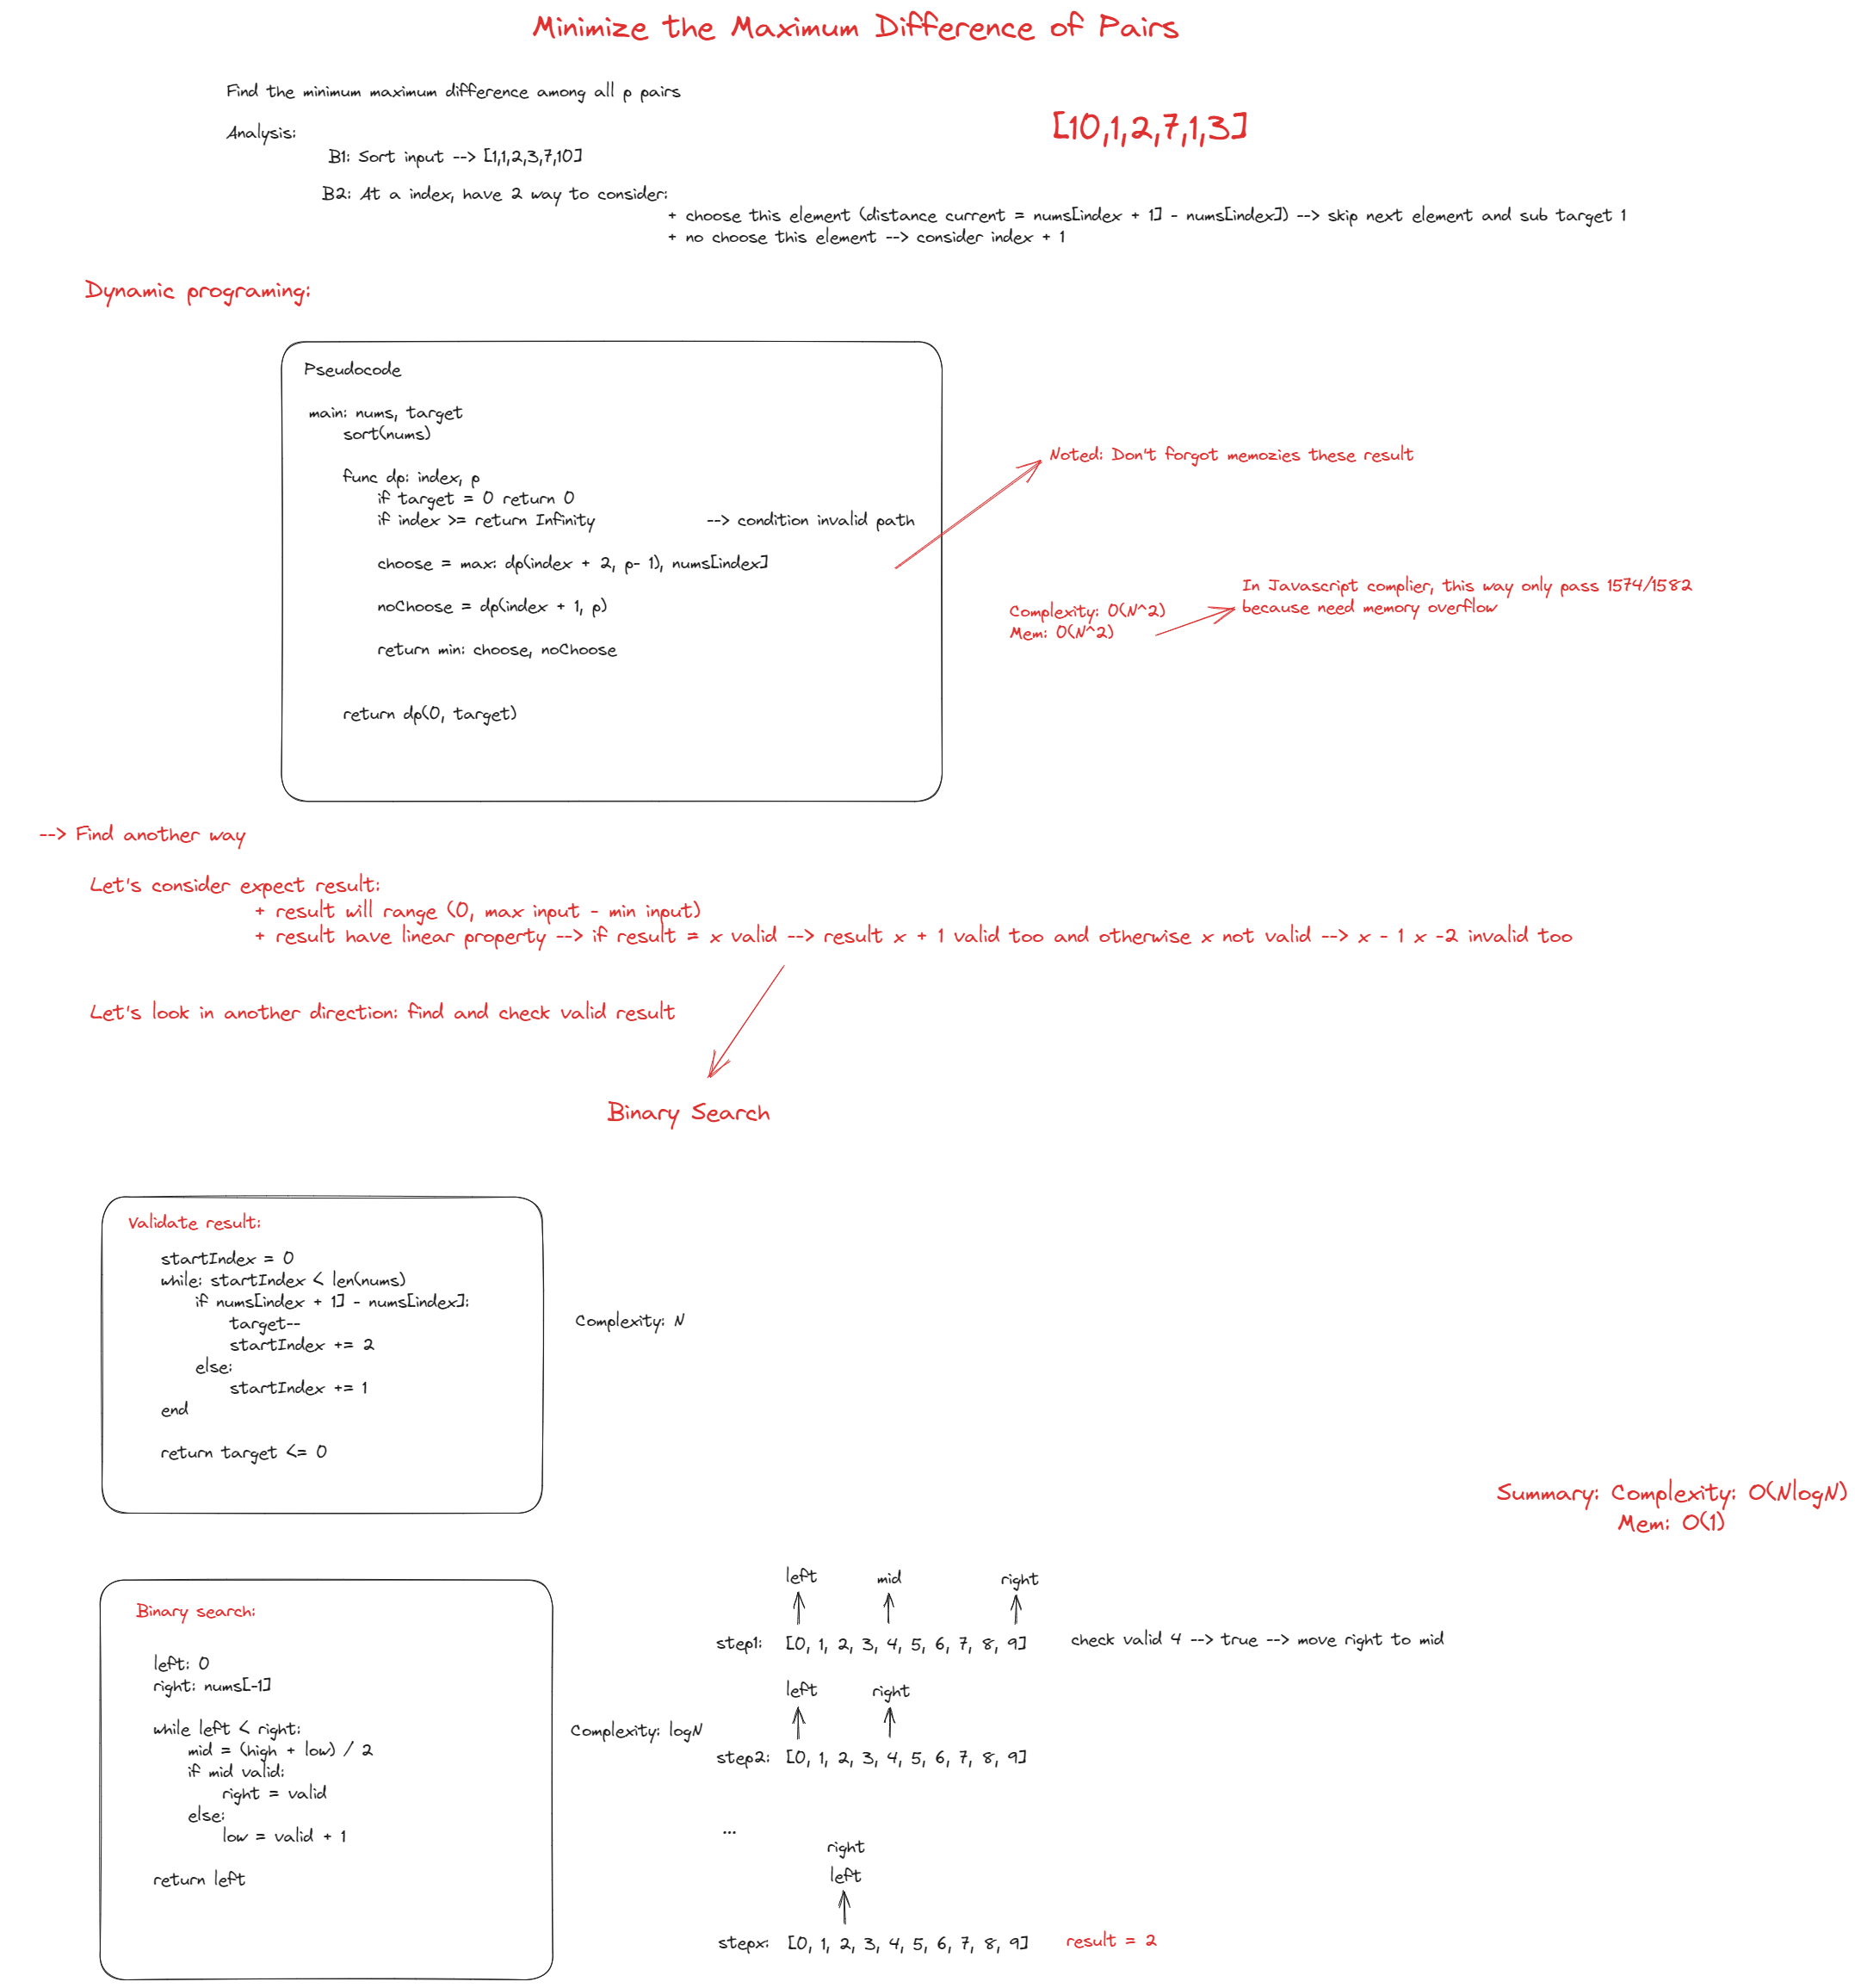 Minimize the Maximum Difference of Pairs
Find the minimum maximum difference among all p pairs
[10,1,2,7,1,3]
Analysis:
B1: Sort input --> [1,1,2,3,7,10]
B2: At a index, have 2 way to consider:
+ choose this element (distance current = nums[index + 1] - nums[index]) --> skip next element and sub target 1
+ no choose this element --> consider index + 1
Dynamic programing:
Pseudocode
main: nums, target
sort(nums)
func dp: index, p
if target = 0 return 0
if index >= return Infinity --> condition invalid path
choose = max: dp(index + 2, p- 1), nums[index]
noChoose = dp(index + 1, p)
return min: choose, noChoose
return dp(0, target)
Noted: Don't forgot memozies these result
Complexity: O(N^2)
Mem: O(N^2)
In Javascript complier, this way only pass 1574/1582
because need memory overflow
--> Find another way
Let's consider expect result:
+ result will range (0, max input - min input)
+ result have linear property --> if result = x valid --> result x + 1 valid too and otherwise x not valid --> x - 1 x -2 invalid too
Let's look in another direction: find and check valid result
Binary Search
Validate result:
startIndex = 0
while: startIndex < len(nums)
if nums[index + 1] - nums[index]:
target--
startIndex += 2
else:
startIndex += 1
end
return target <= 0
Complexity: N
Summary: Complexity: O(NlogN)
Mem: O(1)
Binary search:
left: 0
right: nums[-1]
while left < right:
mid = (high + low) / 2
if mid valid:
right = valid
else:
low = valid + 1
return left
Complexity: logN
left mid right
step1: [0, 1, 2, 3, 4, 5, 6, 7, 8, 9] check valid 4 --> true --> move right to mid
left right
step2: [0, 1, 2, 3, 4, 5, 6, 7, 8, 9]
...
right
left
stepx: [0, 1, 2, 3, 4, 5, 6, 7, 8, 9] result = 2